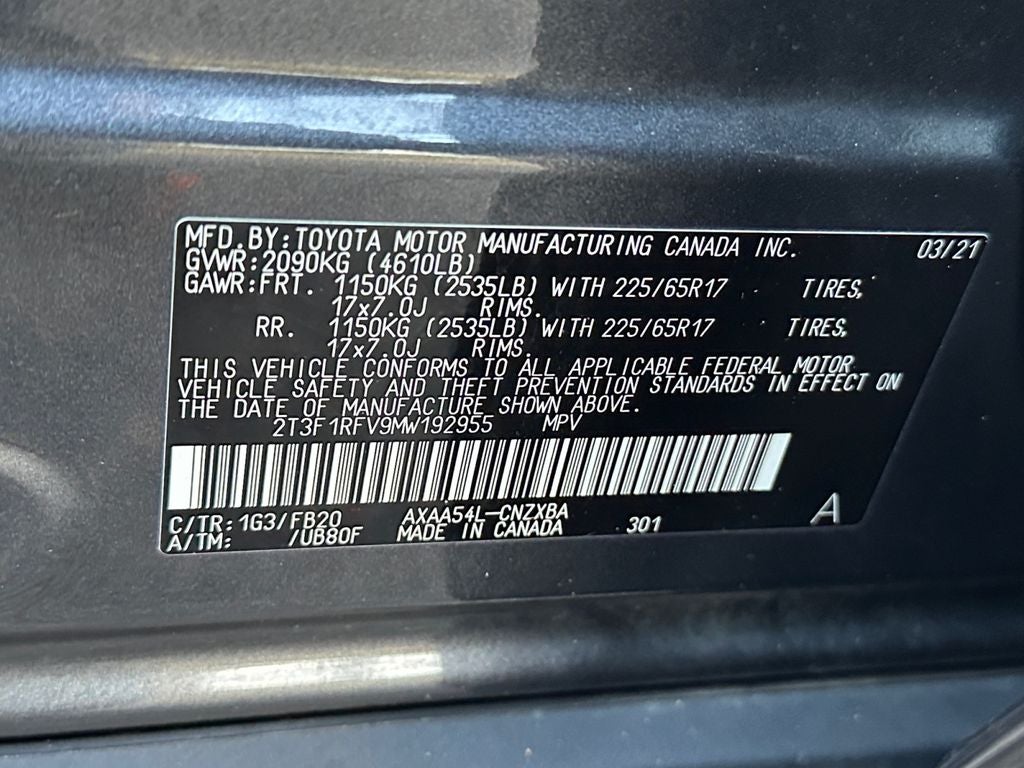 MFD.BY:TOYOTA MOTOR MANUFACTURING CANADA INC. 03/21
GVWR:2090KG (4610LB)
GAWR:FRT. 1150KG (2535LB) WITH 225/65R17 TIRES,
17x7.0J RIMS.
RR. 1150KG (2535LB) WITH 225/65R17 TIRES,
17x7.0J RIMS.
THIS VEHICLE CONFORMS TO ALL APPLICABLE FEDERAL MOTOR
VEHICLE SAFETY AND THEFT PREVENTION STANDARDS IN EFFECT ON
THE DATE OF MANUFACTURE SHOWN ABOVE.
2T3F1RFV9MW192955 MPV
C/TR:1G3/FB20 AXAA54L-CNZXBA
A/TM: /UB80F MADE IN CANADA 301 A